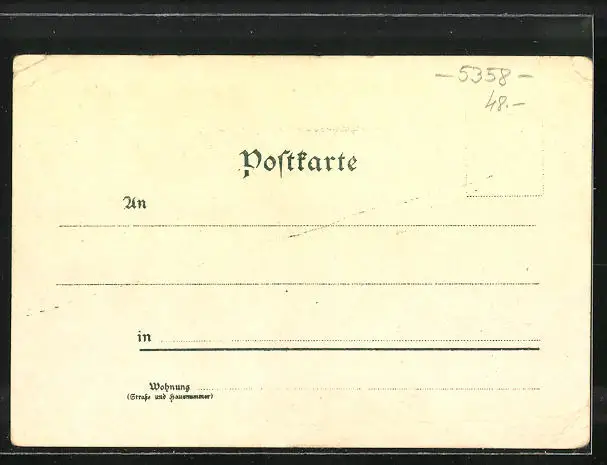 – 5358 –
48.–
Poſtkarte
An
in
Wohnung
(Straße und Hausnummer)